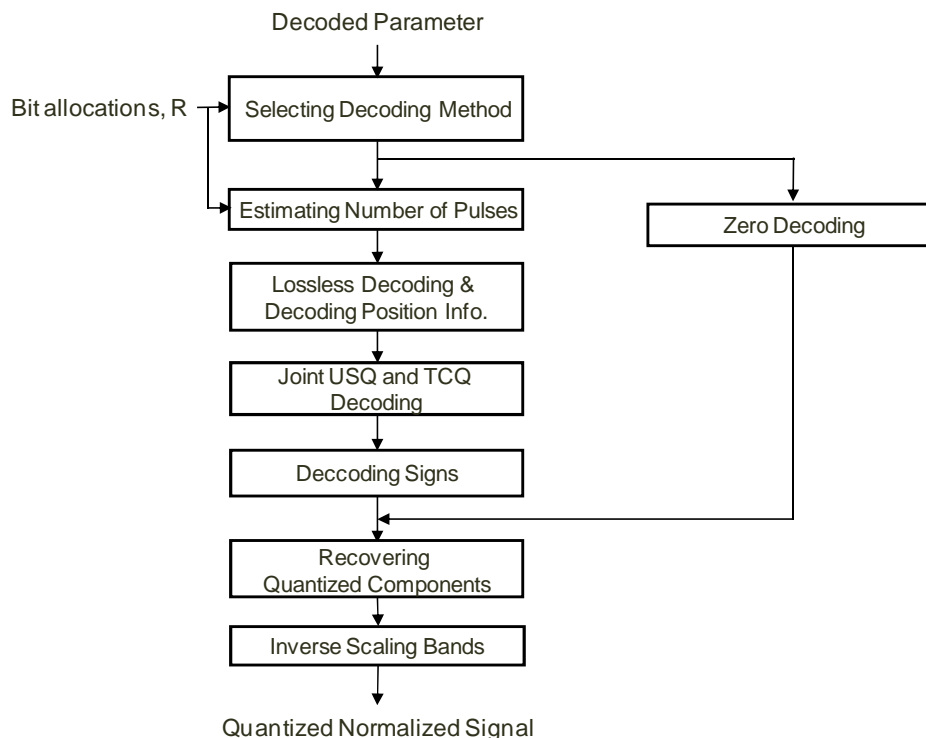 Decoded Parameter
Bit allocations, R
Selecting Decoding Method
Estimating Number of Pulses
Zero Decoding
Lossless Decoding &
Decoding Position Info.
Joint USQ and TCQ
Decoding
Deccoding Signs
Recovering
Quantized Components
Inverse Scaling Bands
Quantized Normalized Signal